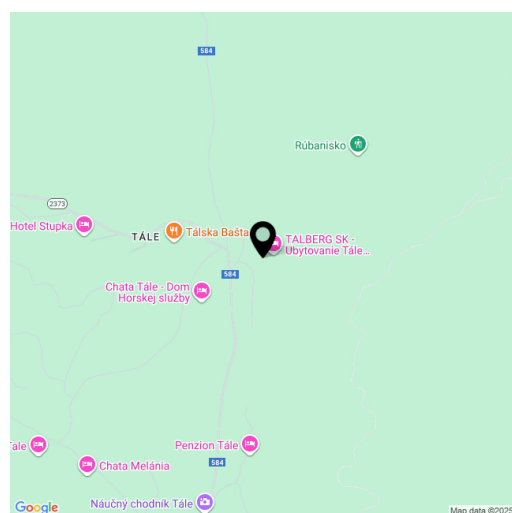 584
Rúbanisko
2373
Hotel Stupka
TÁLE
Tálska Bašta
TALBERG SK -
Ubytovanie Tále...
584
Chata Tále - Dom
Horskej služby
Penzion Tále
Chata Melánia
584
Náučný chodník Tále
Google
Map data ©2025